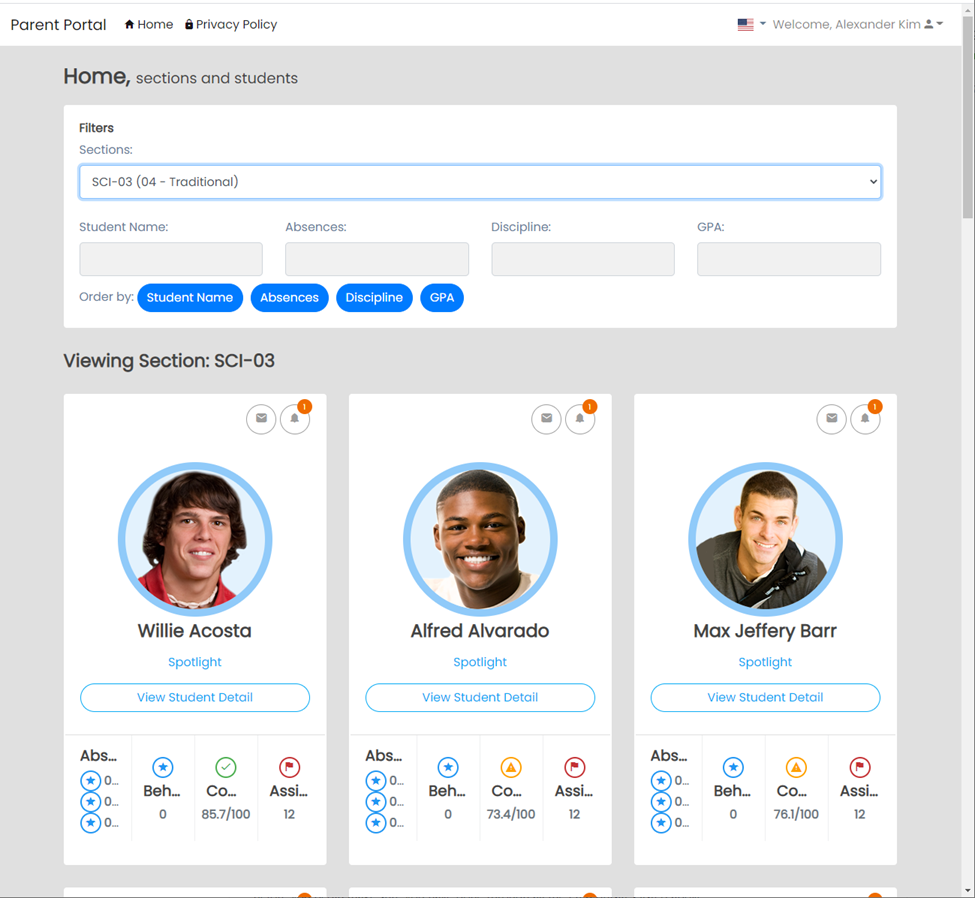 Parent Portal Home Privacy Policy Welcome, Alexander Kim
Home, sections and students
Filters
Sections:
SCI-03 (04 - Traditional)
Student Name: Absences: Discipline: GPA:
Order by: Student Name Absences Discipline GPA
Viewing Section: SCI-03
1 1 1
Willie Acosta Alfred Alvarado Max Jeffery Barr
Spotlight Spotlight Spotlight
View Student Detail View Student Detail View Student Detail
Abs... Abs... Abs...
0... 0... 0...
Beh... Co... Assi... Beh... Co... Assi... Beh... Co... Assi...
0... 0... 0...
0 85.7/100 12 0 73.4/100 12 0 76.1/100 12
0... 0... 0...